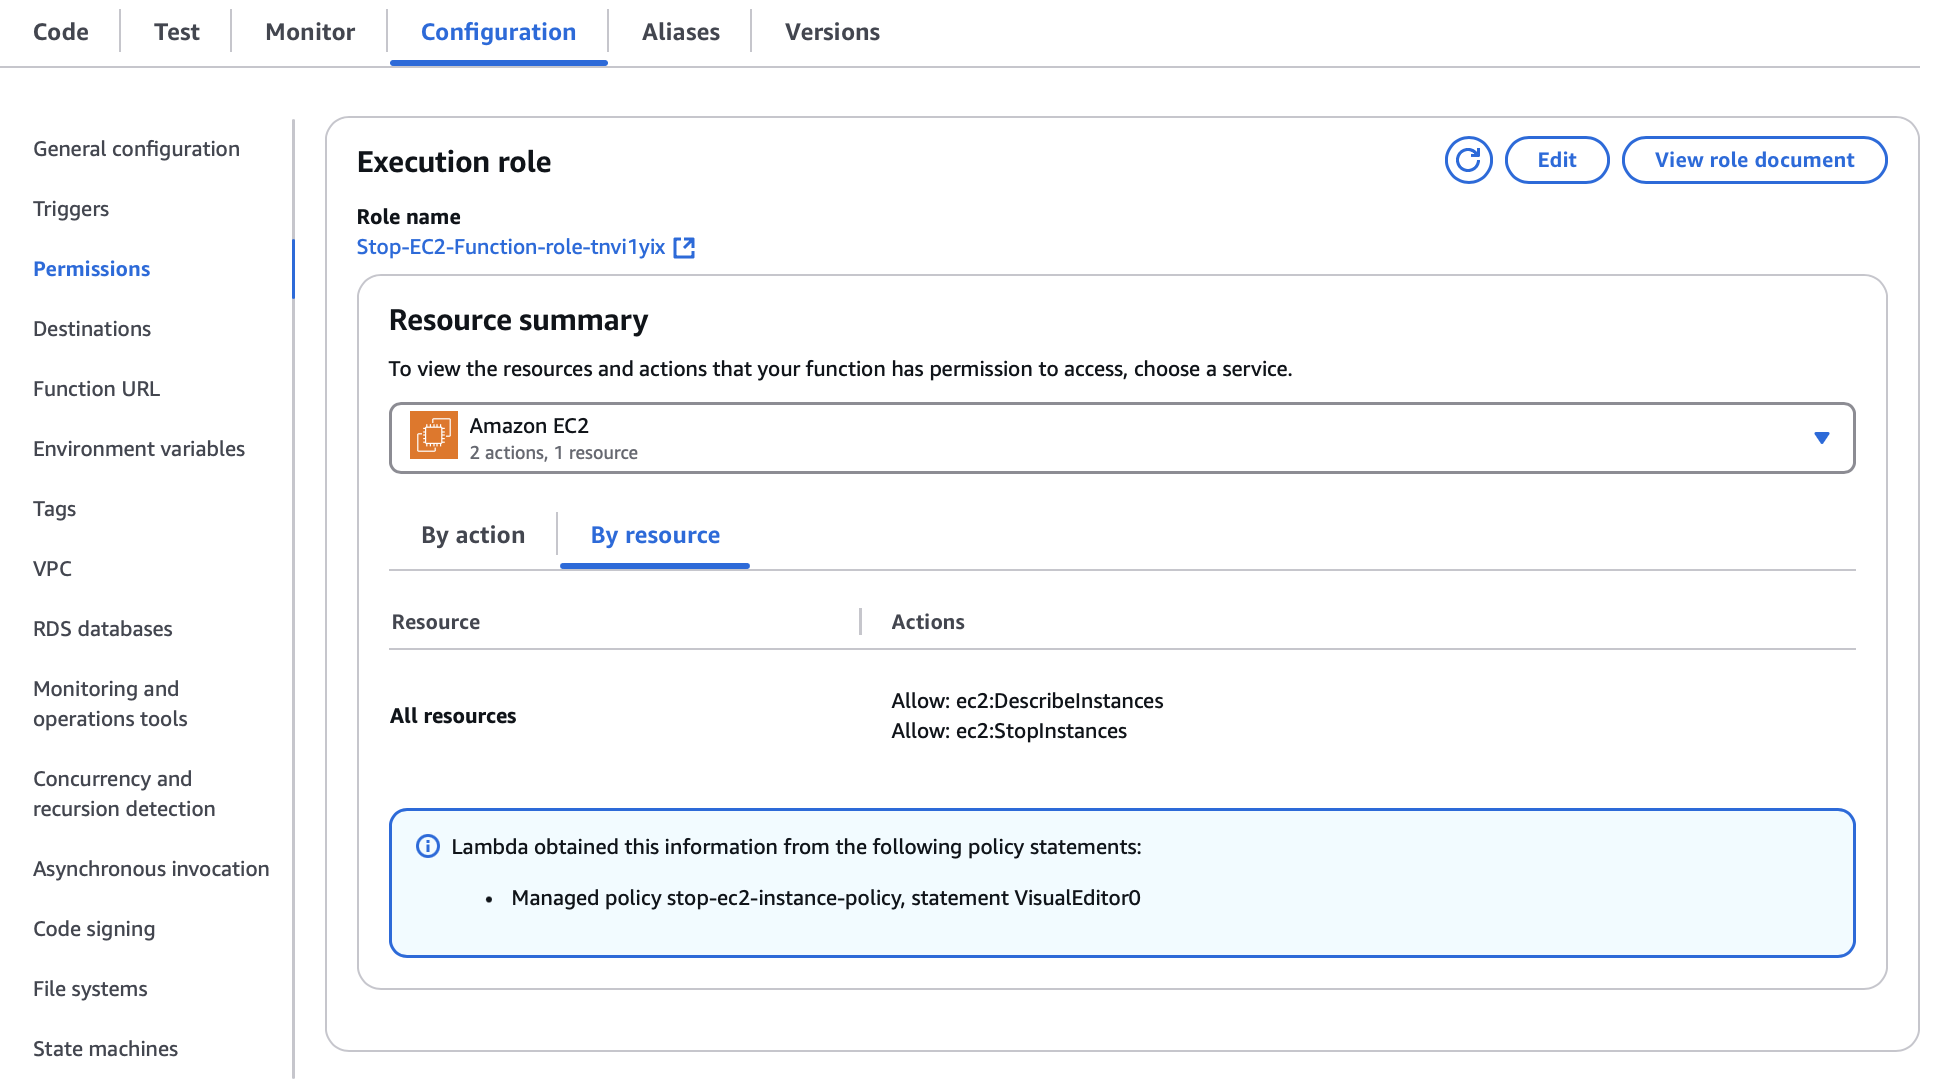 Code
Test
Monitor
Configuration
Aliases
Versions
General configuration
Triggers
Permissions
Destinations
Function URL
Environment variables
Tags
VPC
RDS databases
Monitoring and
operations tools
Concurrency and
recursion detection
Asynchronous invocation
Code signing
File systems
State machines
Execution role
Edit
View role document
Role name
Stop-EC2-Function-role-tnvi1yix
Resource summary
To view the resources and actions that your function has permission to access, choose a service.
Amazon EC2
2 actions, 1 resource
By action
By resource
Resource
Actions
All resources
Allow: ec2:DescribeInstances
Allow: ec2:StopInstances
Lambda obtained this information from the following policy statements:
• Managed policy stop-ec2-instance-policy, statement VisualEditor0